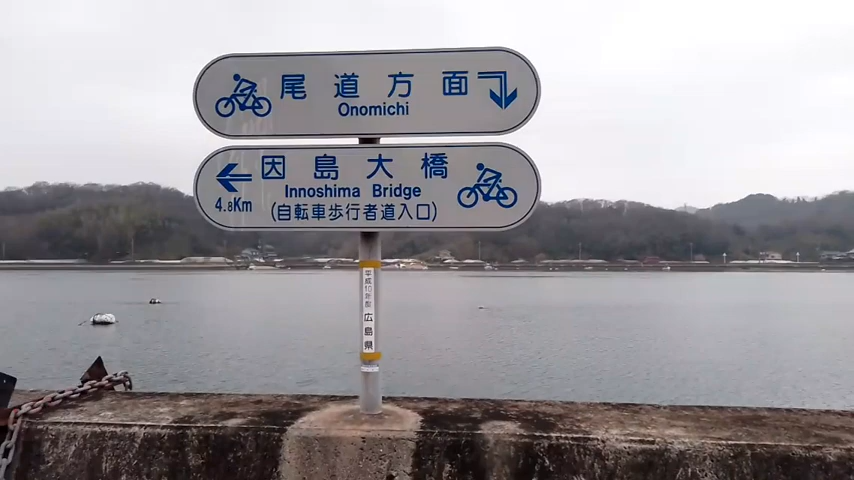 尾道方面
Onomichi
因島大橋
Innoshima Bridge
4.8Km
(自転車歩行者道入口)
平成10年度
広島県